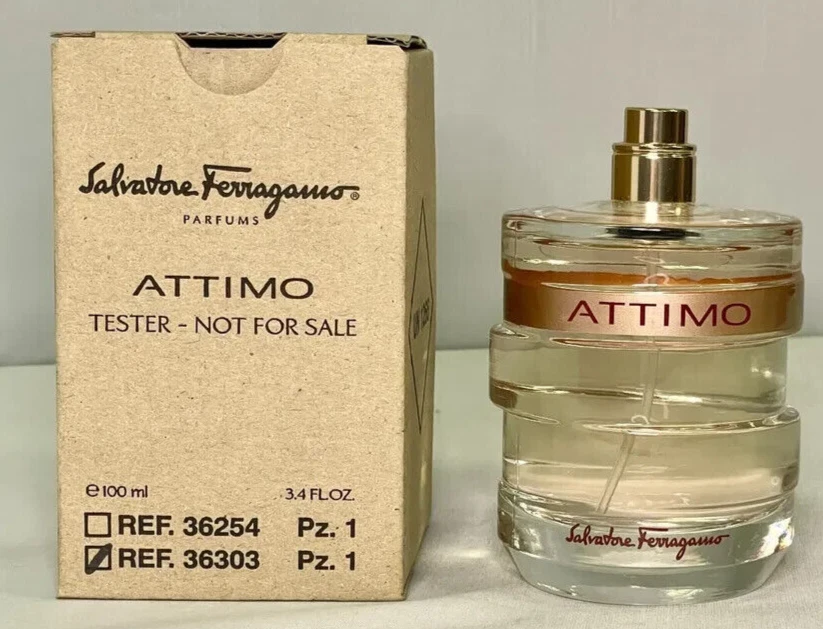 Salvatore Ferragamo®
PARFUMS
ATTIMO
TESTER - NOT FOR SALE
℮100 ml 3.4 FL.OZ.
REF. 36254 Pz. 1
REF. 36303 Pz. 1
ATTIMO
Salvatore Ferragamo